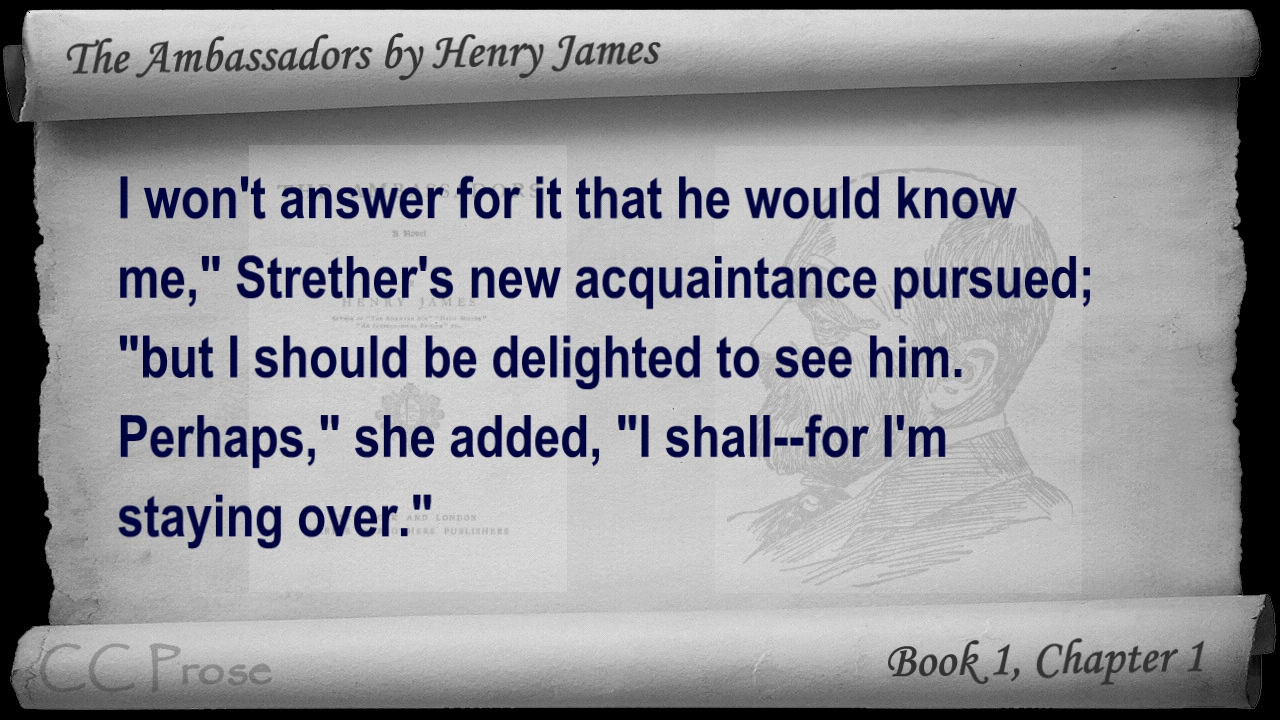 The Ambassadors by Henry James
I won't answer for it that he would know
me," Strether's new acquaintance pursued;
"but I should be delighted to see him.
Perhaps," she added, "I shall--for I'm
staying over."
CC Prose
Book 1, Chapter 1